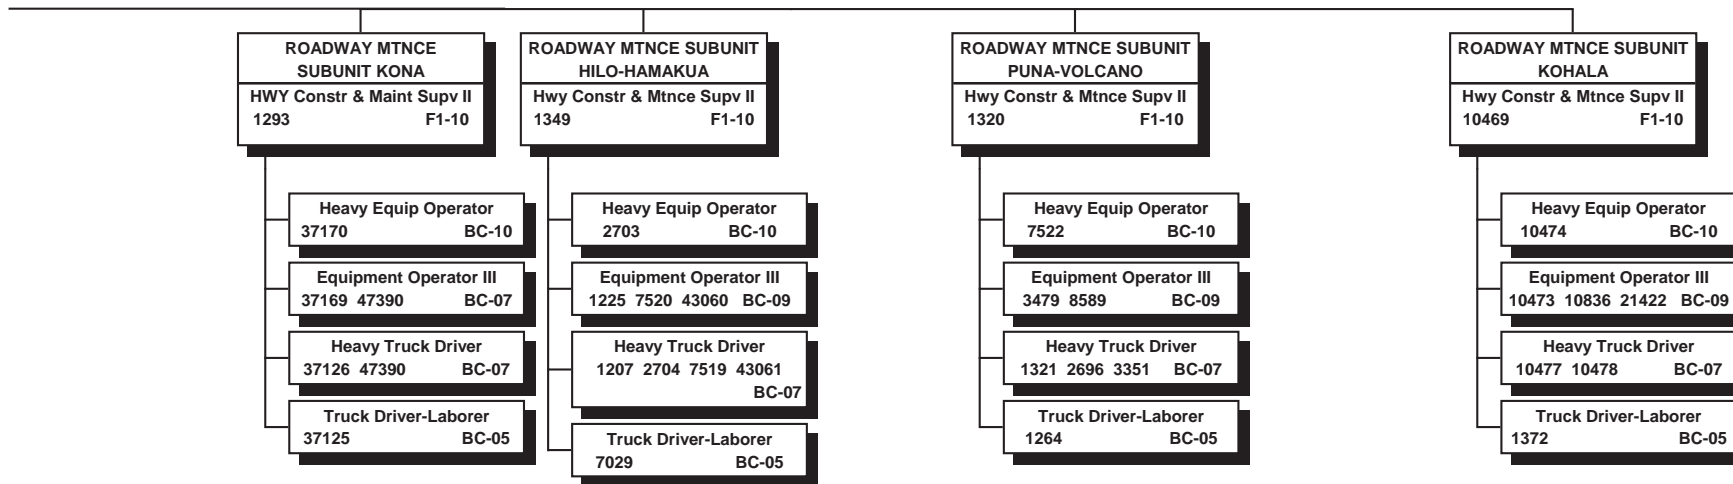 ROADWAY MTNCE
SUBUNIT KONA
HWY Constr & Maint Supv II
1293 F1-10
Heavy Equip Operator
37170 BC-10
Equipment Operator III
37169 47390 BC-07
Heavy Truck Driver
37126 47390 BC-07
Truck Driver-Laborer
37125 BC-05
ROADWAY MTNCE SUBUNIT
HILO-HAMAKUA
Hwy Constr & Mtnce Supv II
1349 F1-10
Heavy Equip Operator
2703 BC-10
Equipment Operator III
1225 7520 43060 BC-09
Heavy Truck Driver
1207 2704 7519 43061
BC-07
Truck Driver-Laborer
7029 BC-05
ROADWAY MTNCE SUBUNIT
PUNA-VOLCANO
Hwy Constr & Mtnce Supv II
1320 F1-10
Heavy Equip Operator
7522 BC-10
Equipment Operator III
3479 8589 BC-09
Heavy Truck Driver
1321 2696 3351 BC-07
Truck Driver-Laborer
1264 BC-05
ROADWAY MTNCE SUBUNIT
KOHALA
Hwy Constr & Mtnce Supv II
10469 F1-10
Heavy Equip Operator
10474 BC-10
Equipment Operator III
10473 10836 21422 BC-09
Heavy Truck Driver
10477 10478 BC-07
Truck Driver-Laborer
1372 BC-05